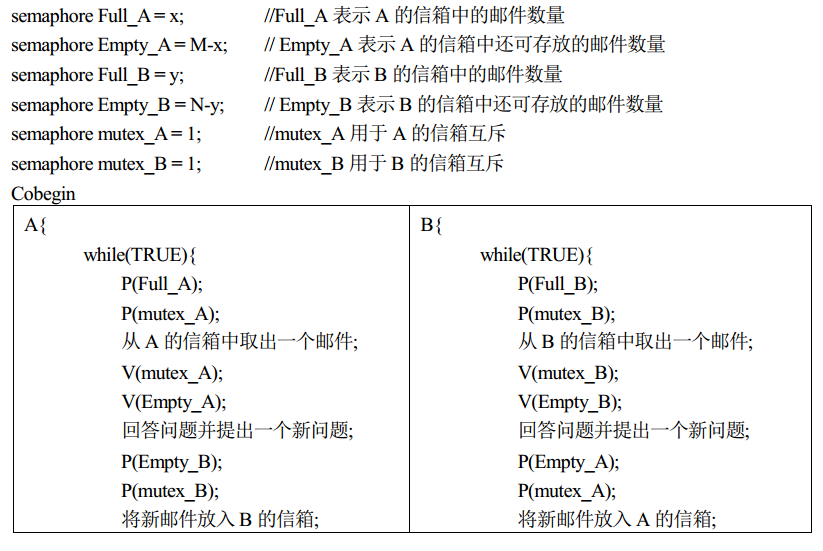 semaphore Full_A = x; //Full_A 表示 A 的信箱中的邮件数量
semaphore Empty_A = M-x; // Empty_A 表示 A 的信箱中还可存放的邮件数量
semaphore Full_B = y; //Full_B 表示 B 的信箱中的邮件数量
semaphore Empty_B = N-y; // Empty_B 表示 B 的信箱中还可存放的邮件数量
semaphore mutex_A = 1; //mutex_A 用于 A 的信箱互斥
semaphore mutex_B = 1; //mutex_B 用于 B 的信箱互斥
Cobegin
A{
while(TRUE){
P(Full_A);
P(mutex_A);
从 A 的信箱中取出一个邮件;
V(mutex_A);
V(Empty_A);
回答问题并提出一个新问题;
P(Empty_B);
P(mutex_B);
将新邮件放入 B 的信箱;
B{
while(TRUE){
P(Full_B);
P(mutex_B);
从 B 的信箱中取出一个邮件;
V(mutex_B);
V(Empty_B);
回答问题并提出一个新问题;
P(Empty_A);
P(mutex_A);
将新邮件放入 A 的信箱;